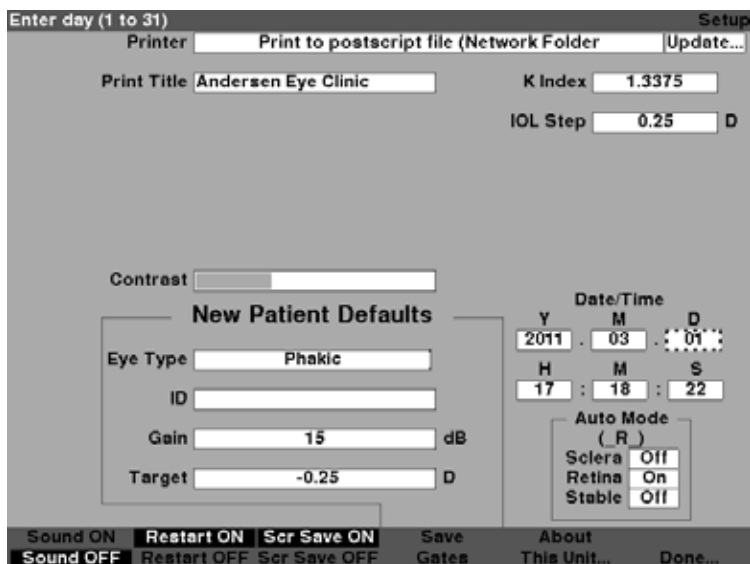 Enter day (1 to 31) Setup
Printer Print to postscript file (Network Folder Update...
Print Title Andersen Eye Clinic K Index 1.3375
IOL Step 0.25 D
Contrast
New Patient Defaults
Eye Type Phakic
ID
Gain 15 dB
Target -0.25 D
Date/Time
Y M D
2011 . 03 . 01
H M S
17 : 18 : 22
Auto Mode
(_R_)
Sclera Off
Retina On
Stable Off
Sound ON Restart ON Scr Save ON Save About
Sound OFF Restart OFF Scr Save OFF Gates This Unit... Done...